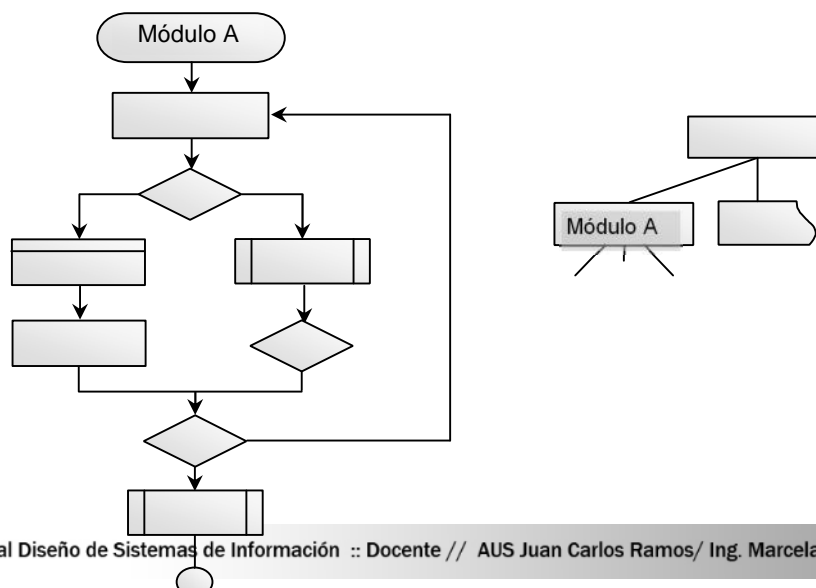 Módulo A
Módulo A
al Diseño de Sistemas de Información :: Docente // AUS Juan Carlos Ramos/ Ing. Marcela